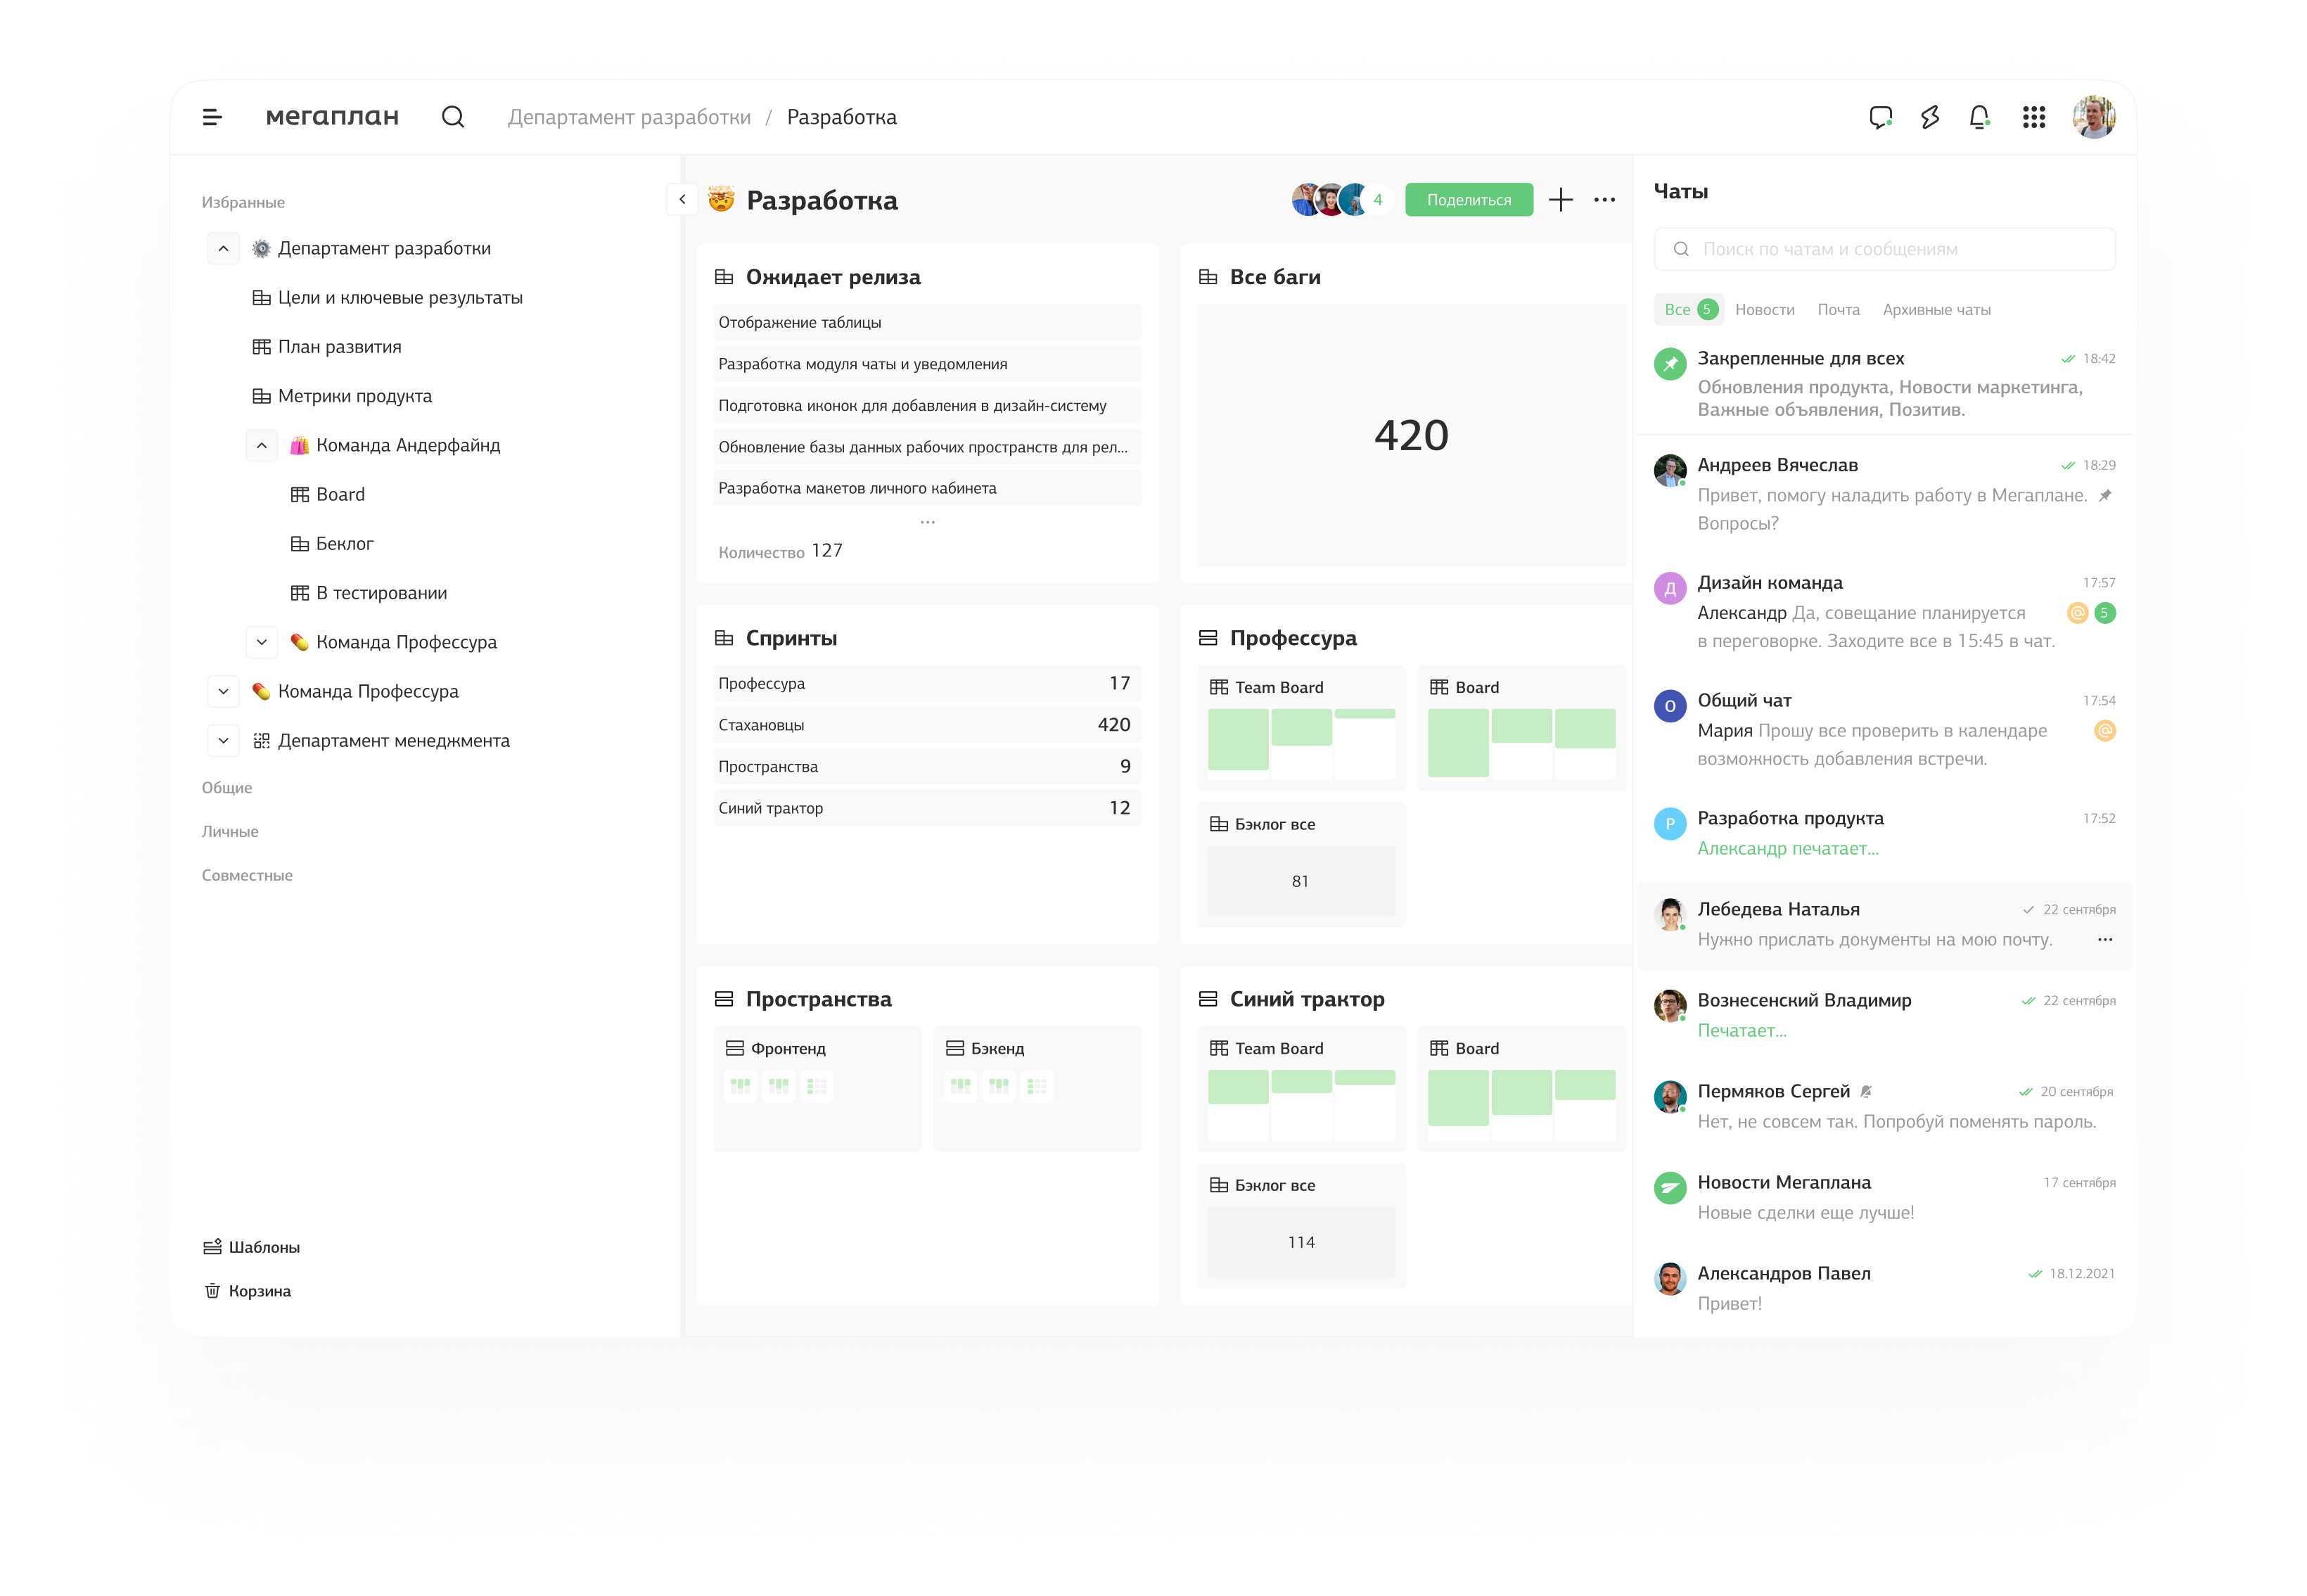 мегаплан
Департамент разработки / Разработка
Избранные
Департамент разработки
Цели и ключевые результаты
План развития
Метрики продукта
Команда Андерфайнд
Board
Беклог
В тестировании
Команда Профессура
Команда Профессура
Департамент менеджмента
Общие
Личные
Совместные
Шаблоны
Корзина
Разработка
4
Поделиться
Ожидает релиза
Отображение таблицы
Разработка модуля чаты и уведомления
Подготовка иконок для добавления в дизайн-систему
Обновление базы данных рабочих пространств для рел...
Разработка макетов личного кабинета
...
Количество 127
Все баги
420
Спринты
Профессура 17
Стахановцы 420
Пространства 9
Синий трактор 12
Профессура
Team Board
Board
Бэклог все
81
Пространства
Фронтенд
Бэкенд
Синий трактор
Team Board
Board
Бэклог все
114
Чаты
Поиск по чатам и сообщениям
Все 5 Новости Почта Архивные чаты
Закрепленные для всех 18:42
Обновления продукта, Новости маркетинга,
Важные объявления, Позитив.
Андреев Вячеслав 18:29
Привет, помогу наладить работу в Мегаплане.
Вопросы?
Д
Дизайн команда 17:57
Александр Да, совещание планируется @ 5
в переговорке. Заходите все в 15:45 в чат.
О
Общий чат 17:54
Мария Прошу все проверить в календаре @
возможность добавления встречи.
Р
Разработка продукта 17:52
Александр печатает...
Лебедева Наталья 22 сентября
Нужно прислать документы на мою почту.
Вознесенский Владимир 22 сентября
Печатает...
Пермяков Сергей 20 сентября
Нет, не совсем так. Попробуй поменять пароль.
Новости Мегаплана 17 сентября
Новые сделки еще лучше!
Александров Павел 18.12.2021
Привет!